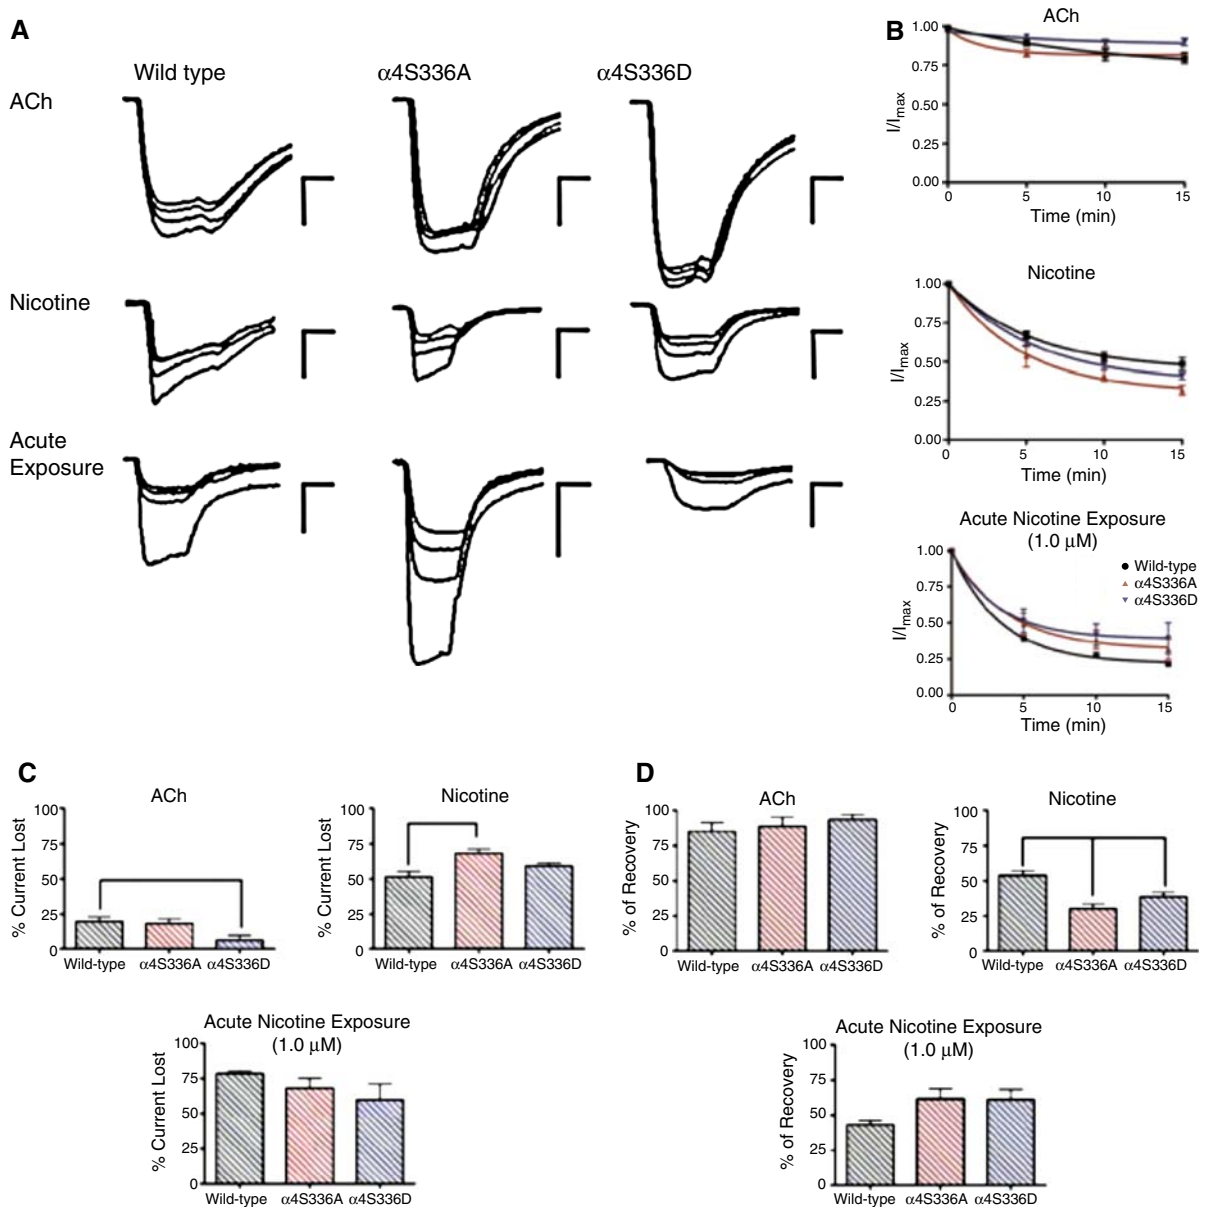 A
Wild type
α4S336A
α4S336D
ACh
Nicotine
Acute
Exposure
B
ACh
1.00
0.75
0.50
0.25
0.00
I/Imax
0
5
10
15
Time (min)
Nicotine
1.00
0.75
0.50
0.25
0.00
I/Imax
0
5
10
15
Time (min)
Acute Nicotine Exposure
(1.0 μM)
1.00
0.75
0.50
0.25
0.00
I/Imax
Wild-type
α4S336A
α4S336D
0
5
10
15
Time (min)
C
ACh
100
75
50
25
0
% Current Lost
Wild-type
α4S336A
α4S336D
Nicotine
100
75
50
25
0
% Current Lost
Wild-type
α4S336A
α4S336D
Acute Nicotine Exposure
(1.0 μM)
100
75
50
25
0
% Current Lost
Wild-type
α4S336A
α4S336D
D
ACh
100
75
50
25
0
% of Recovery
Wild-type
α4S336A
α4S336D
Nicotine
100
75
50
25
0
% of Recovery
Wild-type
α4S336A
α4S336D
Acute Nicotine Exposure
(1.0 μM)
100
75
50
25
0
% of Recovery
Wild-type
α4S336A
α4S336D